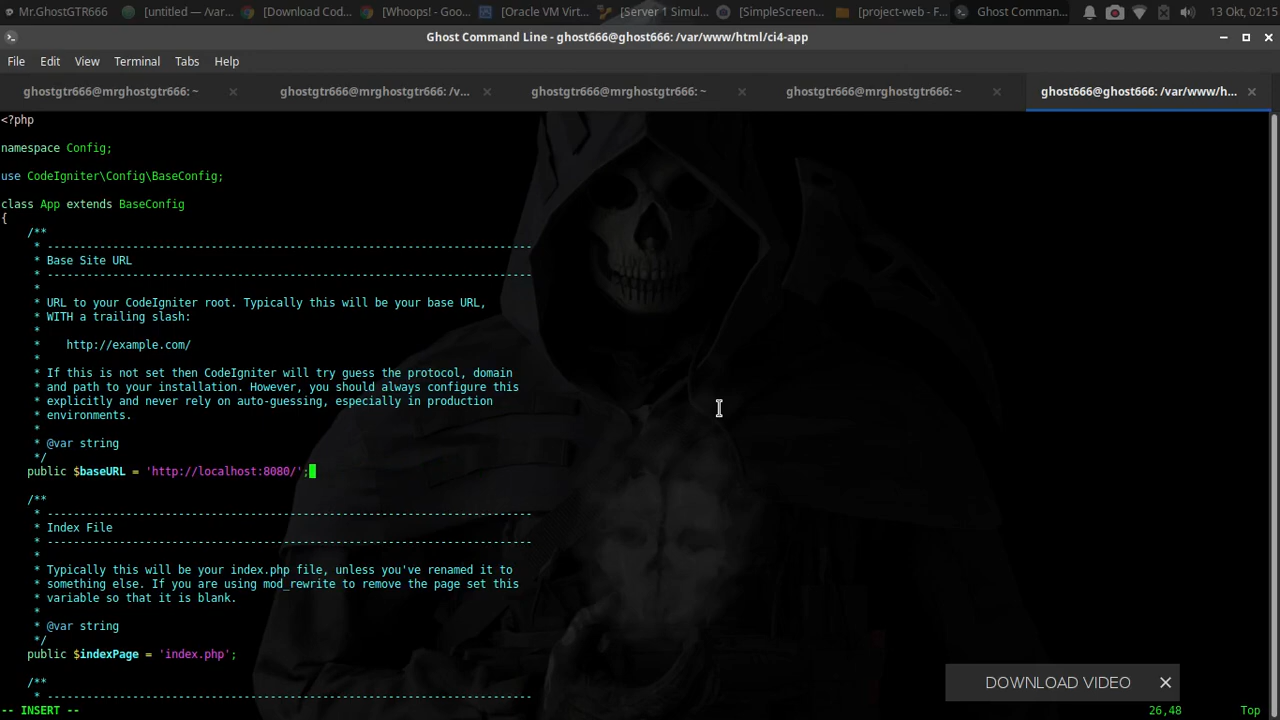 Mr.GhostGTR666 [untitled — /var... [Download Cod... [Whoops! - Goo... [Oracle VM Virt... [Server 1 Simul... [SimpleScreen... [project-web - F... Ghost Comman... 13 Okt, 02:15
Ghost Command Line - ghost666@ghost666: /var/www/html/ci4-app
File Edit View Terminal Tabs Help
ghostgtr666@mrghostgtr666: ~ ghostgtr666@mrghostgtr666: /v... ghostgtr666@mrghostgtr666: ~ ghostgtr666@mrghostgtr666: ~ ghost666@ghost666: /var/www/h...
<?php
namespace Config;
use CodeIgniter\Config\BaseConfig;
class App extends BaseConfig
{
/**
* --------------------------------------------------------------------------
* Base Site URL
* --------------------------------------------------------------------------
*
* URL to your CodeIgniter root. Typically this will be your base URL,
* WITH a trailing slash:
*
*    http://example.com/
*
* If this is not set then CodeIgniter will try guess the protocol, domain
* and path to your installation. However, you should always configure this
* explicitly and never rely on auto-guessing, especially in production
* environments.
*
* @var string
*/
public $baseURL = 'http://localhost:8080/';
/**
* --------------------------------------------------------------------------
* Index File
* --------------------------------------------------------------------------
*
* Typically this will be your index.php file, unless you've renamed it to
* something else. If you are using mod_rewrite to remove the page set this
* variable so that it is blank.
*
* @var string
*/
public $indexPage = 'index.php';
/**
* --------------------------------------------------------------------------
DOWNLOAD VIDEO
-- INSERT -- 26,48 Top